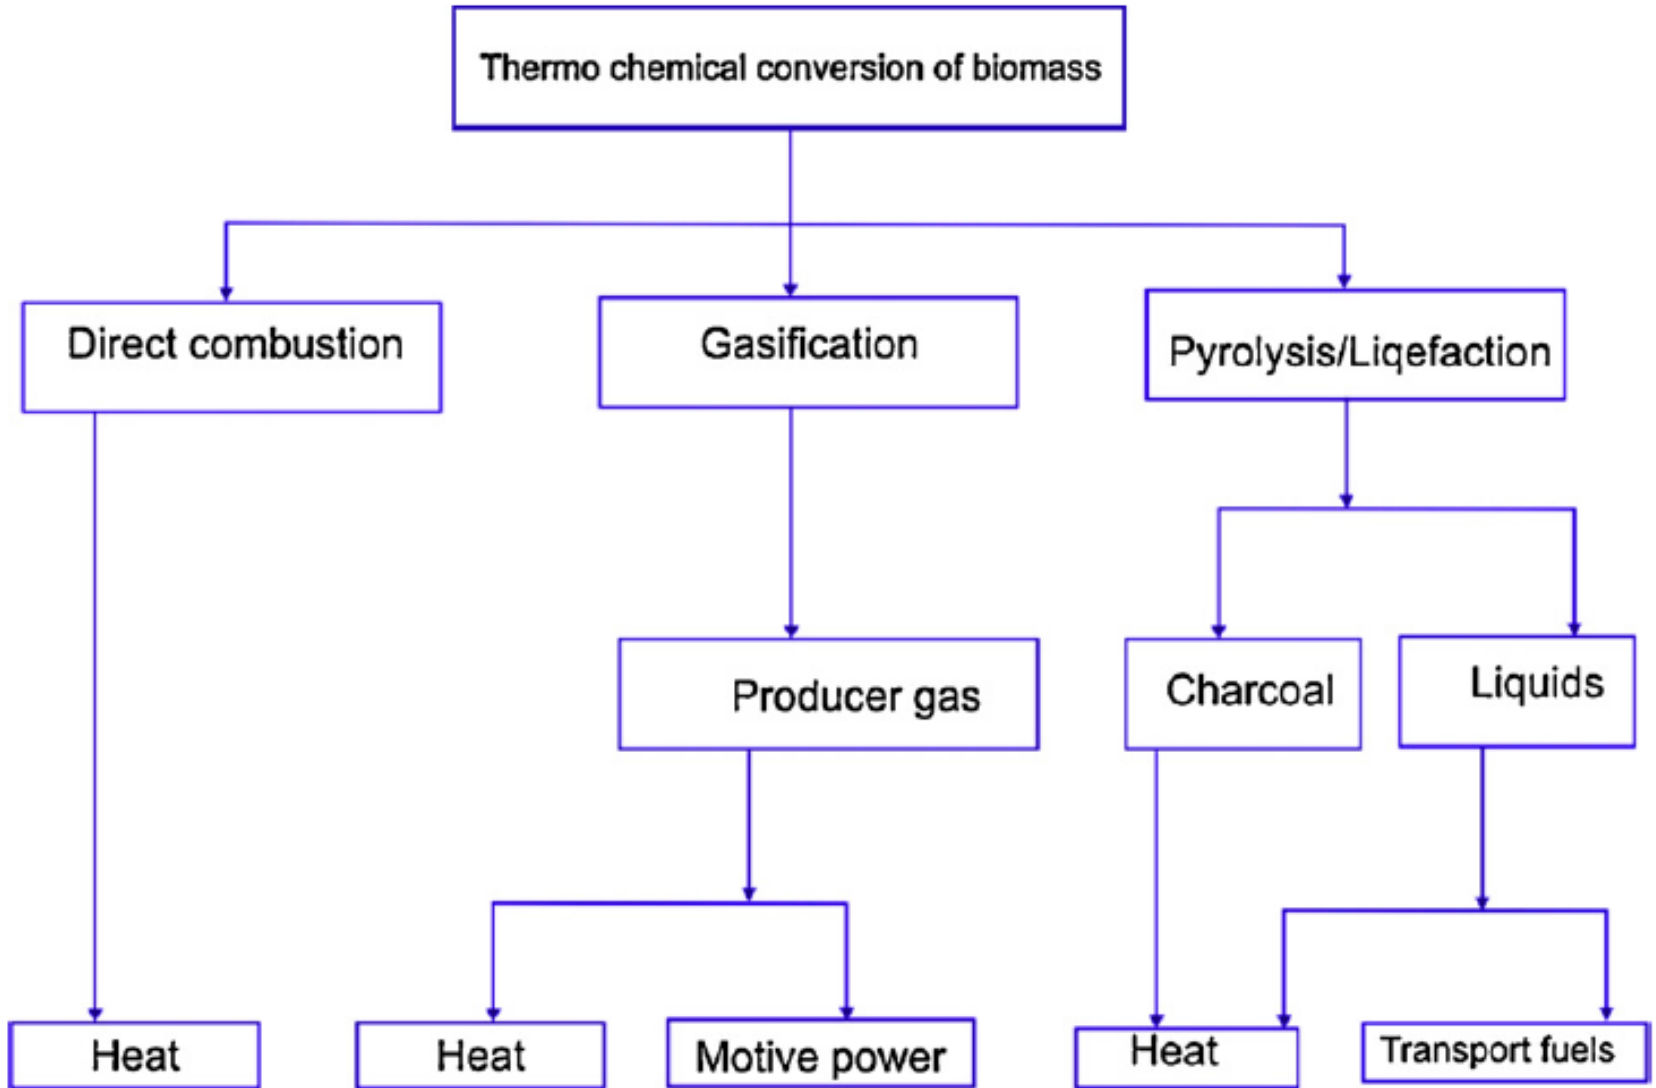 Thermo chemical conversion of biomass
Direct combustion
Gasification
Pyrolysis/Liqefaction
Producer gas
Charcoal
Liquids
Heat
Heat
Motive power
Heat
Transport fuels